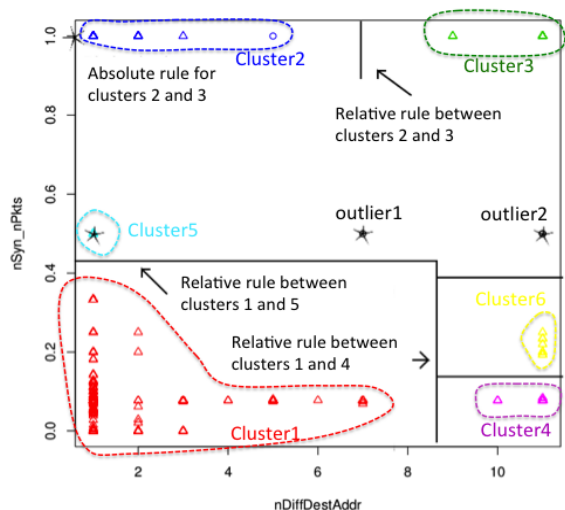 1.0
0.8
0.6
0.4
0.2
0.0
nSyn_nPkts
Cluster2
Cluster3
Absolute rule for
clusters 2 and 3
Relative rule between
clusters 2 and 3
Cluster5
outlier1
outlier2
Relative rule between
clusters 1 and 5
Cluster6
Relative rule between
clusters 1 and 4
Cluster1
Cluster4
2
4
6
8
10
nDiffDestAddr